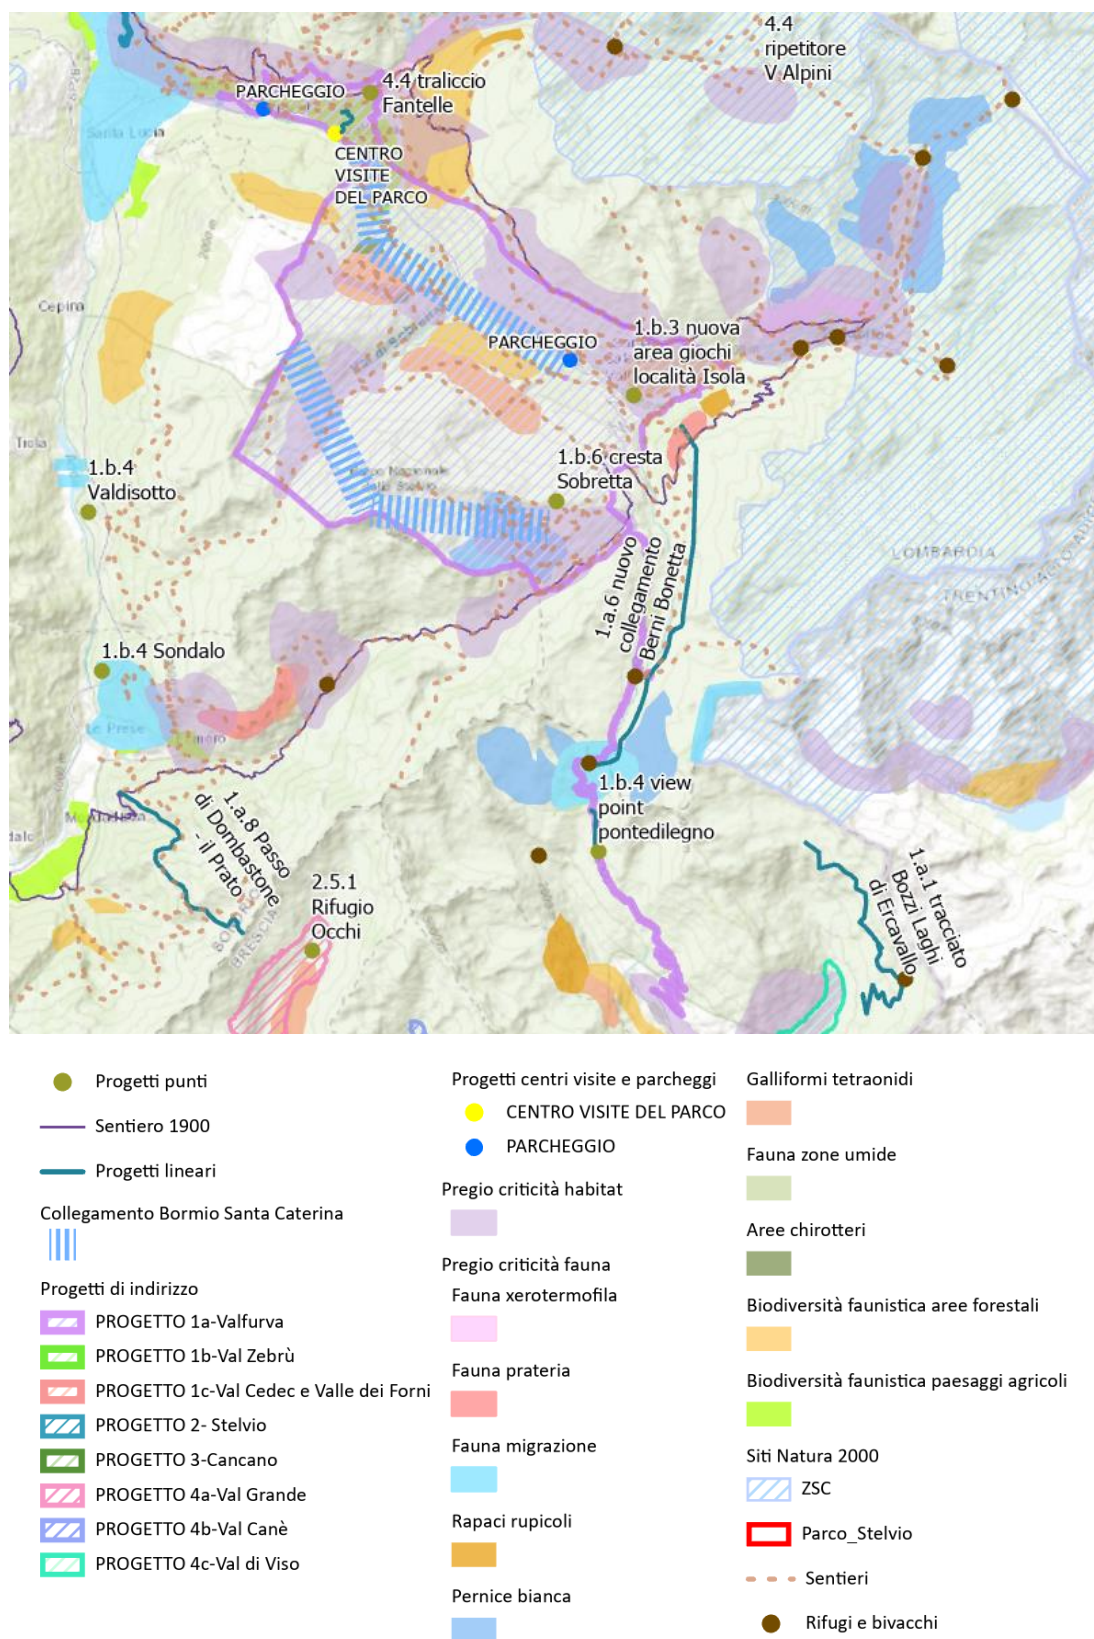 4.4
ripetitore
V Alpini
PARCHEGGIO
4.4 traliccio
Fantelle
Santa Lucia
CENTRO
VISITE
DEL PARCO
2000 m
Cepina
PARCHEGGIO
1.b.3 nuova
area giochi
località Isola
Tiola
1.b.4
Valdisotto
1.b.6 cresta
Sobretta
LOMBARDIA
1.a.6 nuovo
collegamento
Berni Bonetta
1.b.4 Sondalo
Le Prese
1.b.4 view
point
pontedilegno
1.a.8 Passo
di Dombastone
- il Prato
BRESCIA
2.5.1
Rifugio
Occhi
1.a.1 tracciato
Bozzi Laghi
di Ercavallo
Progetti punti
Sentiero 1900
Progetti lineari
Collegamento Bormio Santa Caterina
Progetti di indirizzo
PROGETTO 1a-Valfurva
PROGETTO 1b-Val Zebrù
PROGETTO 1c-Val Cedec e Valle dei Forni
PROGETTO 2- Stelvio
PROGETTO 3-Cancano
PROGETTO 4a-Val Grande
PROGETTO 4b-Val Canè
PROGETTO 4c-Val di Viso
Progetti centri visite e parcheggi
CENTRO VISITE DEL PARCO
PARCHEGGIO
Pregio criticità habitat
Pregio criticità fauna
Fauna xerotermofila
Fauna prateria
Fauna migrazione
Rapaci rupicoli
Pernice bianca
Galliformi tetraonidi
Fauna zone umide
Aree chirotteri
Biodiversità faunistica aree forestali
Biodiversità faunistica paesaggi agricoli
Siti Natura 2000
ZSC
Parco_Stelvio
Sentieri
Rifugi e bivacchi